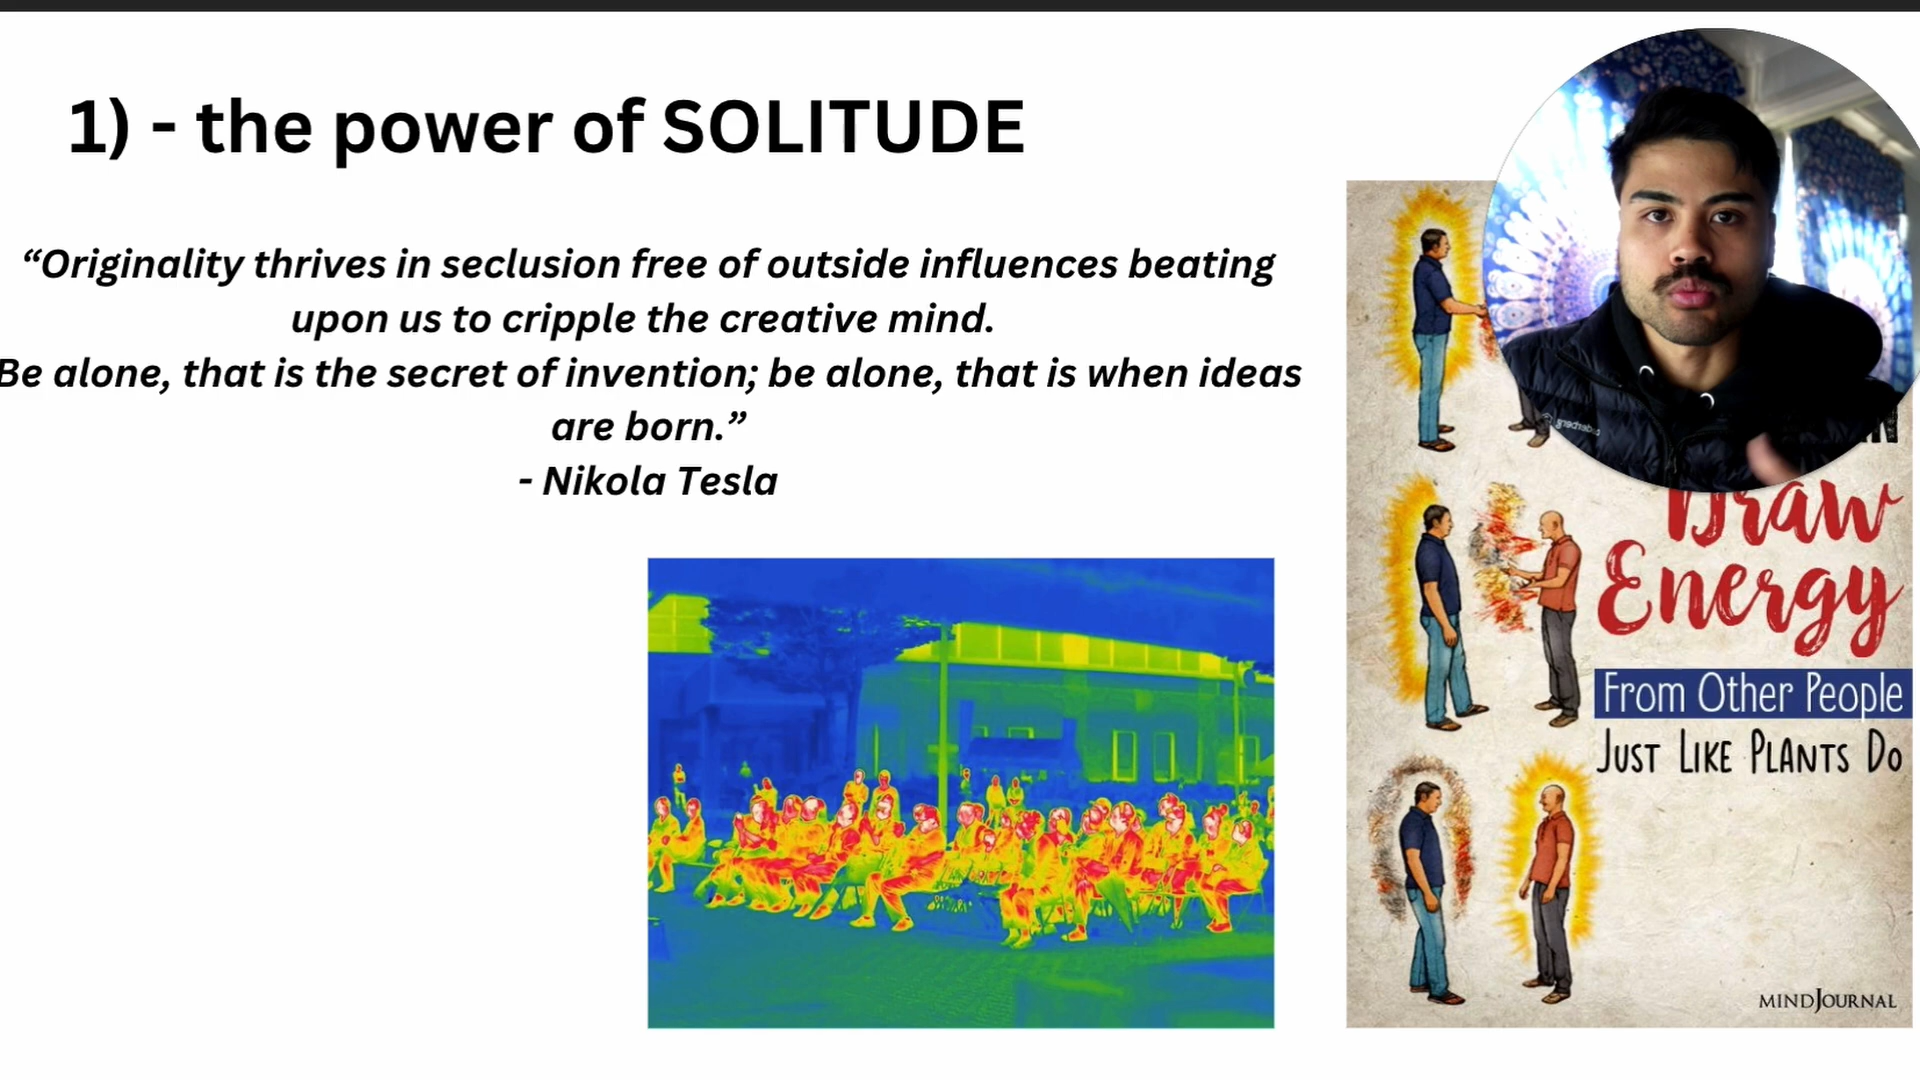 1) - the power of SOLITUDE
“Originality thrives in seclusion free of outside influences beating
upon us to cripple the creative mind.
Be alone, that is the secret of invention; be alone, that is when ideas
are born.”
- Nikola Tesla
Draw
Energy
From Other People
Just Like Plants Do
MINDJOURNAL